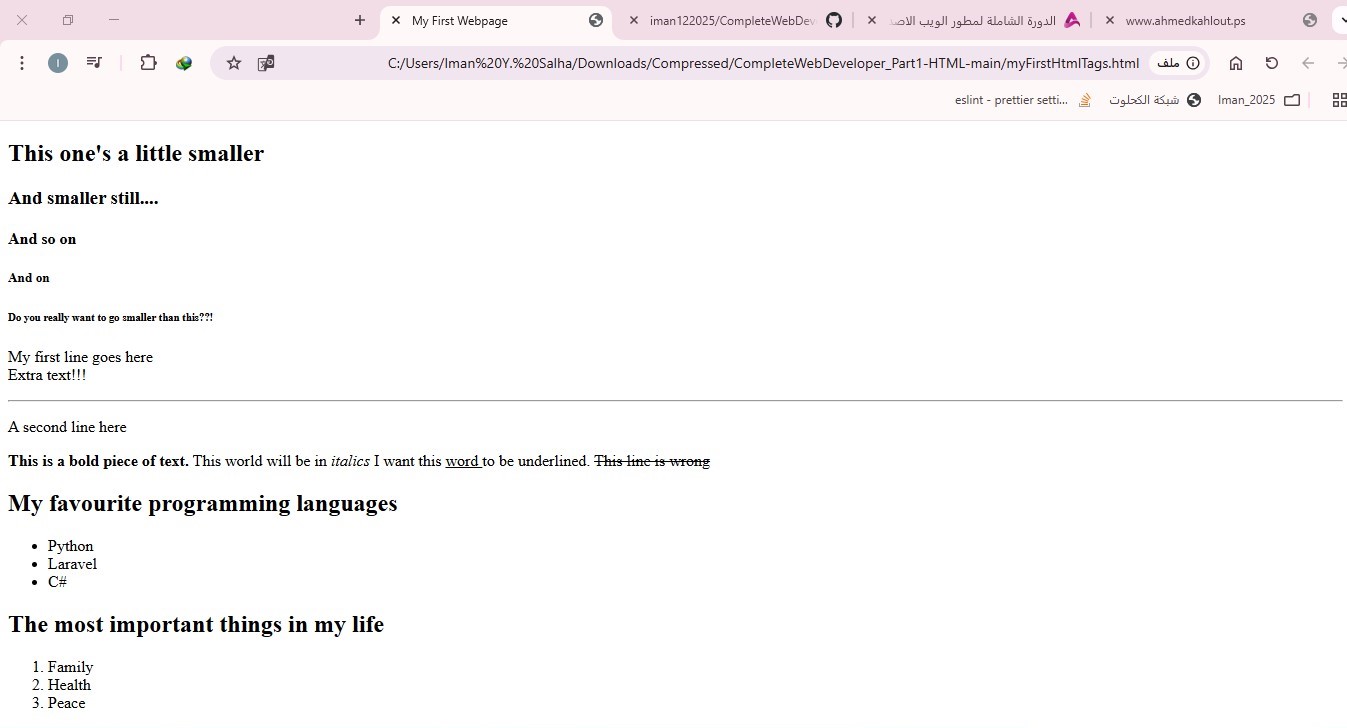 My First Webpage
iman122025/CompleteWebDev
الدورة الشاملة لمطور الويب الاصد
www.ahmedkahlout.ps
I
C:/Users/Iman%20Y.%20Salha/Downloads/Compressed/CompleteWebDeveloper_Part1-HTML-main/myFirstHtmlTags.html
ملف
eslint - prettier setti...
شبكة الكحلوت
Iman_2025
This one's a little smaller
And smaller still....
And so on
And on
Do you really want to go smaller than this??!
My first line goes here
Extra text!!!
A second line here
This is a bold piece of text. This world will be in italics I want this word to be underlined. This line is wrong
My favourite programming languages
• Python
• Laravel
• C#
The most important things in my life
1. Family
2. Health
3. Peace